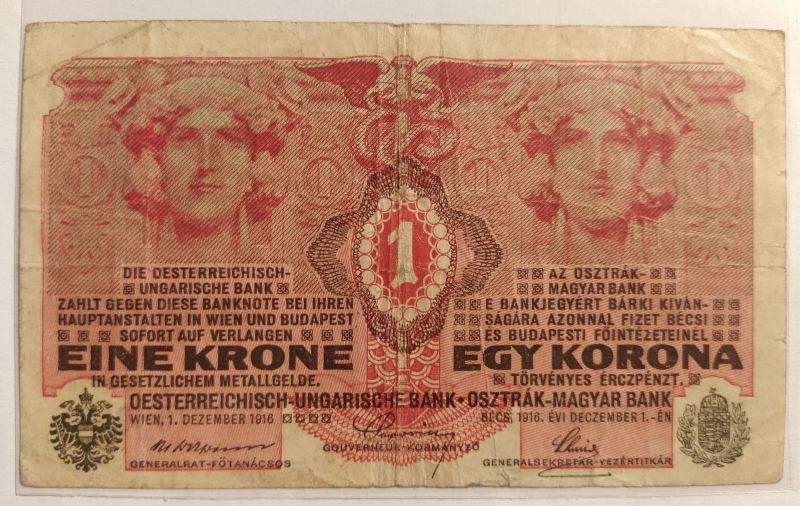 1
DIE OESTERREICHISCH-
UNGARISCHE BANK
ZAHLT GEGEN DIESE BANKNOTE BEI IHREN
HAUPTANSTALTEN IN WIEN UND BUDAPEST
SOFORT AUF VERLANGEN
EINE KRONE
IN GESETZLICHEM METALLGELDE.
AZ OSZTRÁK-
MAGYAR BANK
E BANKJEGYÉRT BÁRKI KIVÁN-
SÁGÁRA AZONNAL FIZET BÉCSI
ÉS BUDAPESTI FŐINTÉZETEINÉL
EGY KORONA
TÖRVÉNYES ÉRCZPÉNZT.
OESTERREICHISCH-UNGARISCHE BANK • OSZTRÁK-MAGYAR BANK
WIEN, 1. DEZEMBER 1916
BÉCS, 1916. ÉVI DECZEMBER 1.-ÉN
GENERALRAT-FŐTANÁCSOS
GOUVERNEUR-KORMÁNYZÓ
GENERALSEKRETÄR-VEZÉRTITKÁR